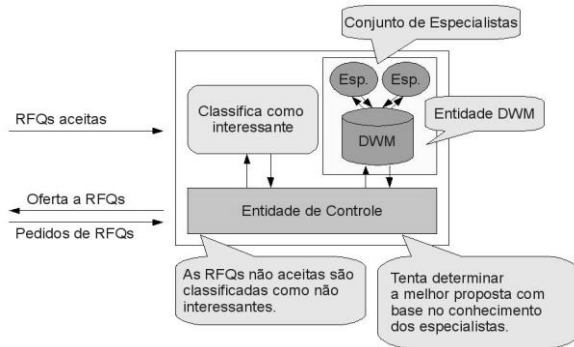 Conjunto de Especialistas
Esp.
Esp.
Classifica como
interessante
RFQs aceitas
Entidade DWM
DWM
Oferta a RFQs
Entidade de Controle
Pedidos de RFQs
As RFQs não aceitas são
classificadas como não
interessantes.
Tenta determinar
a melhor proposta com
base no conhecimento
dos especialistas.